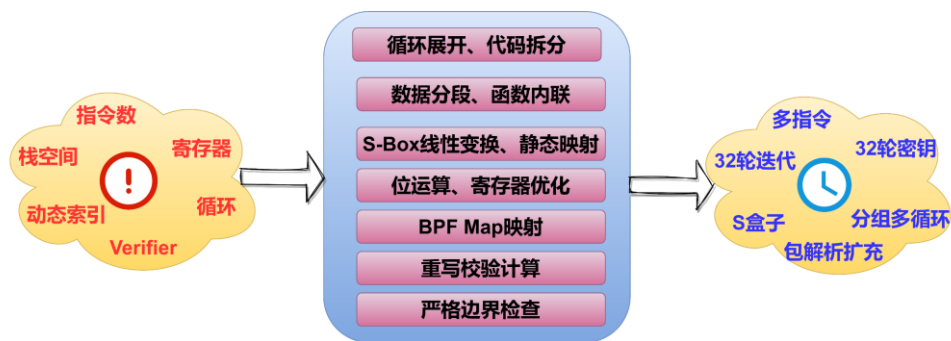 指令数
栈空间
寄存器
动态索引
循环
Verifier
循环展开、代码拆分
数据分段、函数内联
S-Box线性变换、静态映射
位运算、寄存器优化
BPF Map映射
重写校验计算
严格边界检查
多指令
32轮迭代
32轮密钥
S盒子
分组多循环
包解析扩充